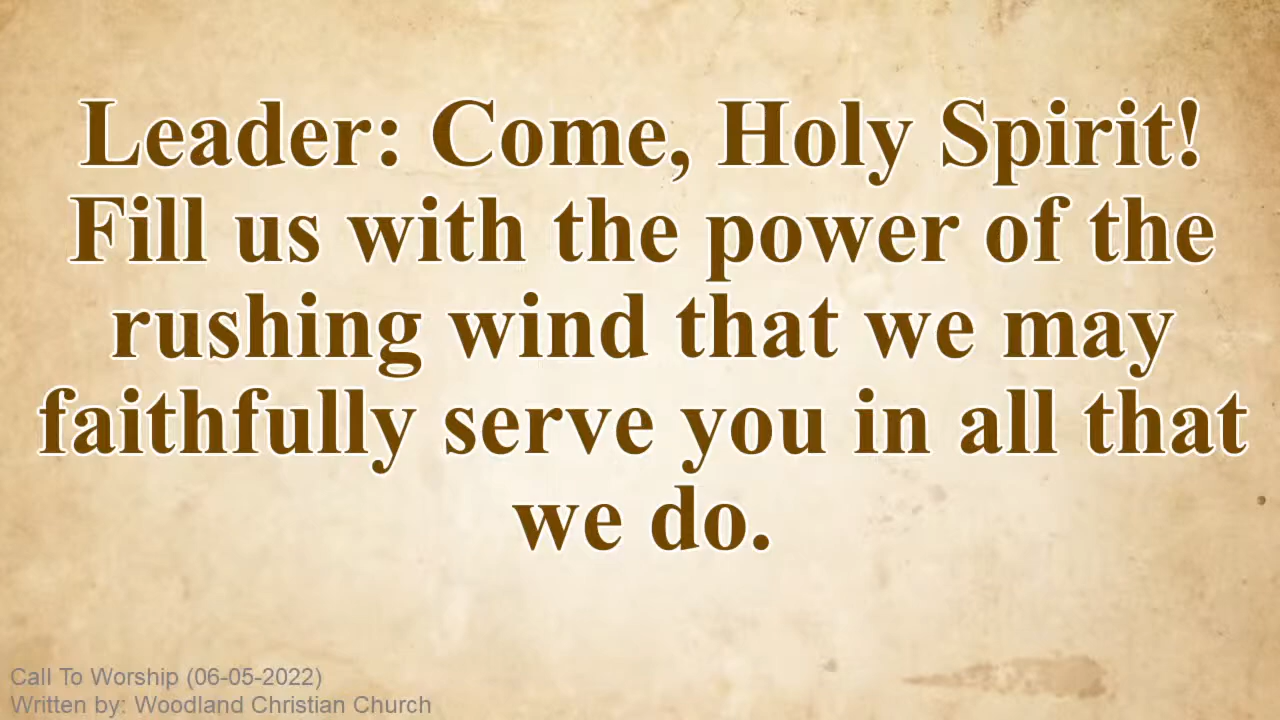 Leader: Come, Holy Spirit!
Fill us with the power of the
rushing wind that we may
faithfully serve you in all that
we do.
Call To Worship (06-05-2022)
Written by: Woodland Christian Church